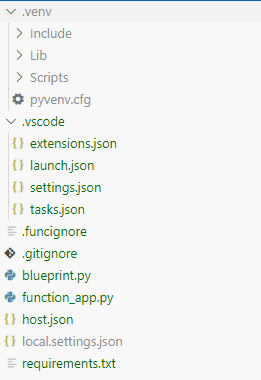 .venv
Include
Lib
Scripts
pyvenv.cfg
.vscode
{} extensions.json
{} launch.json
{} settings.json
{} tasks.json
.funcignore
.gitignore
blueprint.py
function_app.py
{} host.json
{} local.settings.json
requirements.txt